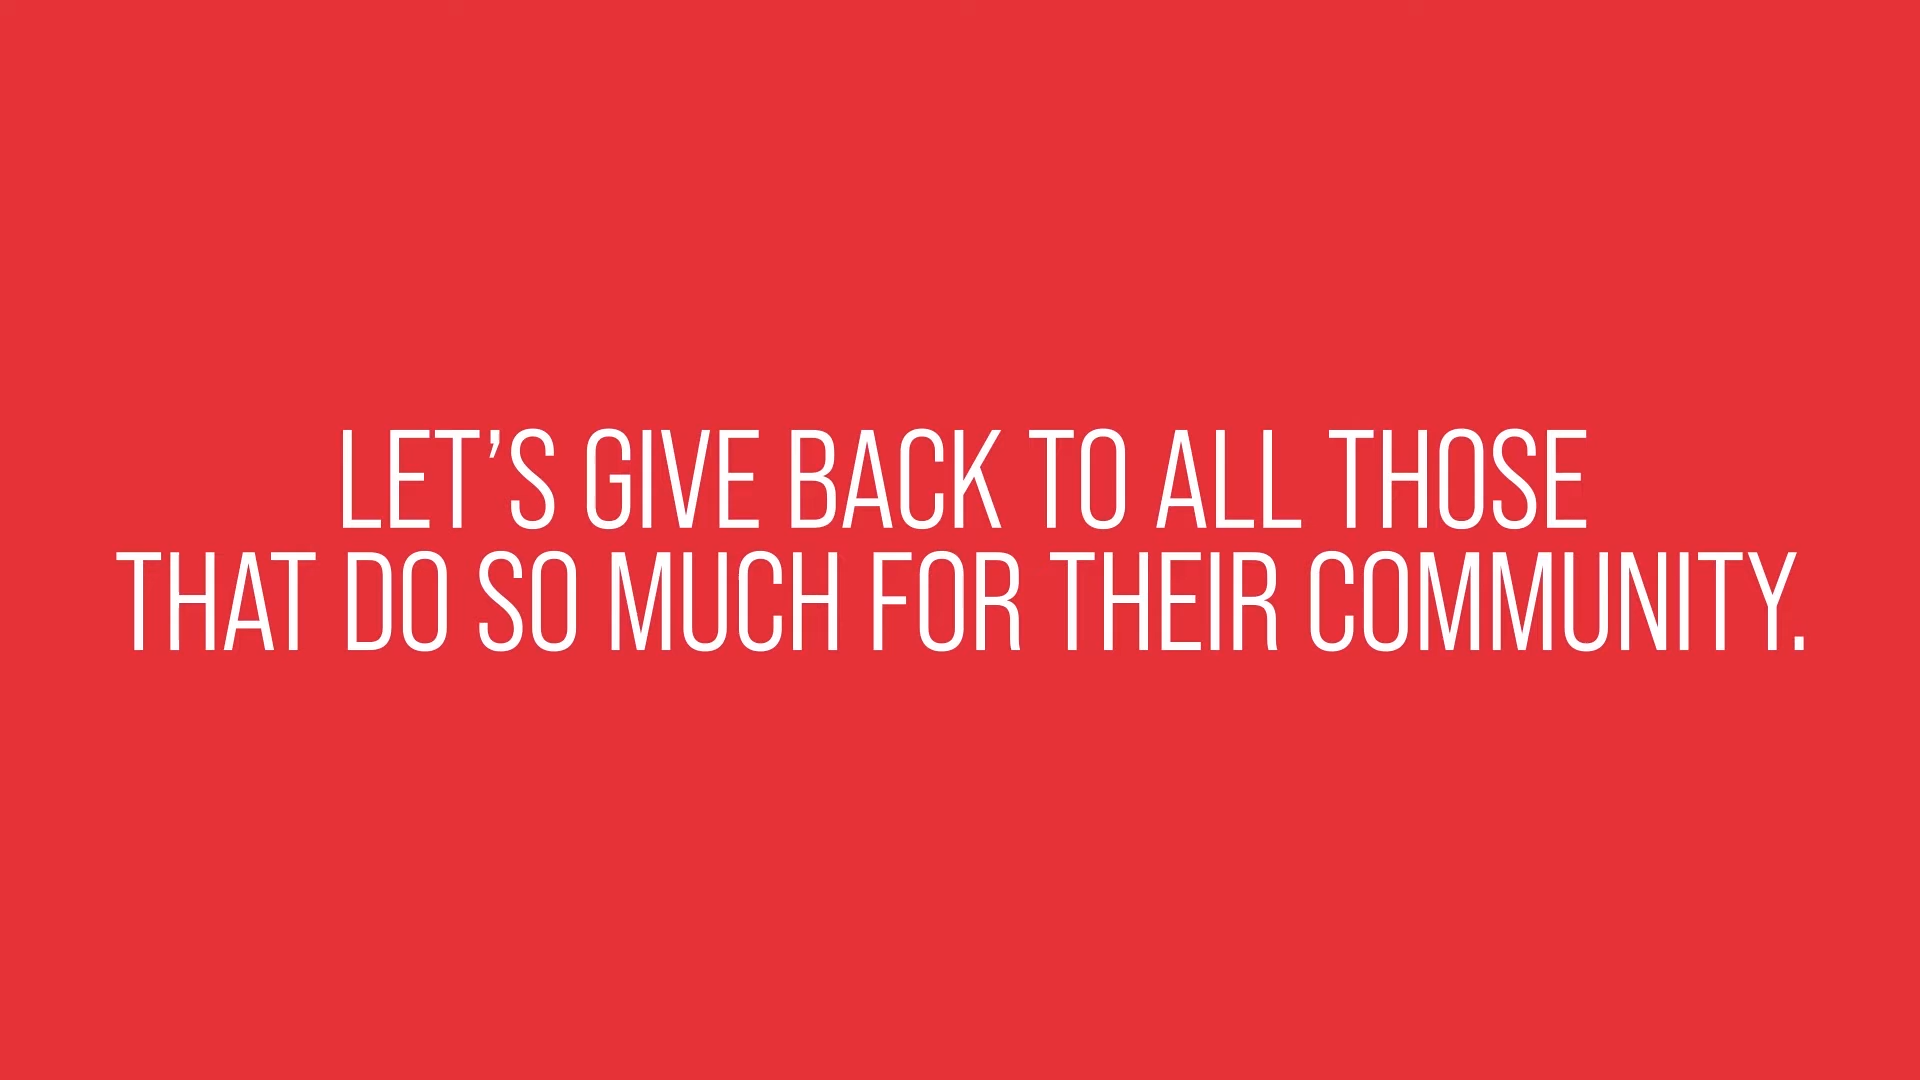 LET’S GIVE BACK TO ALL THOSE
THAT DO SO MUCH FOR THEIR COMMUNITY.